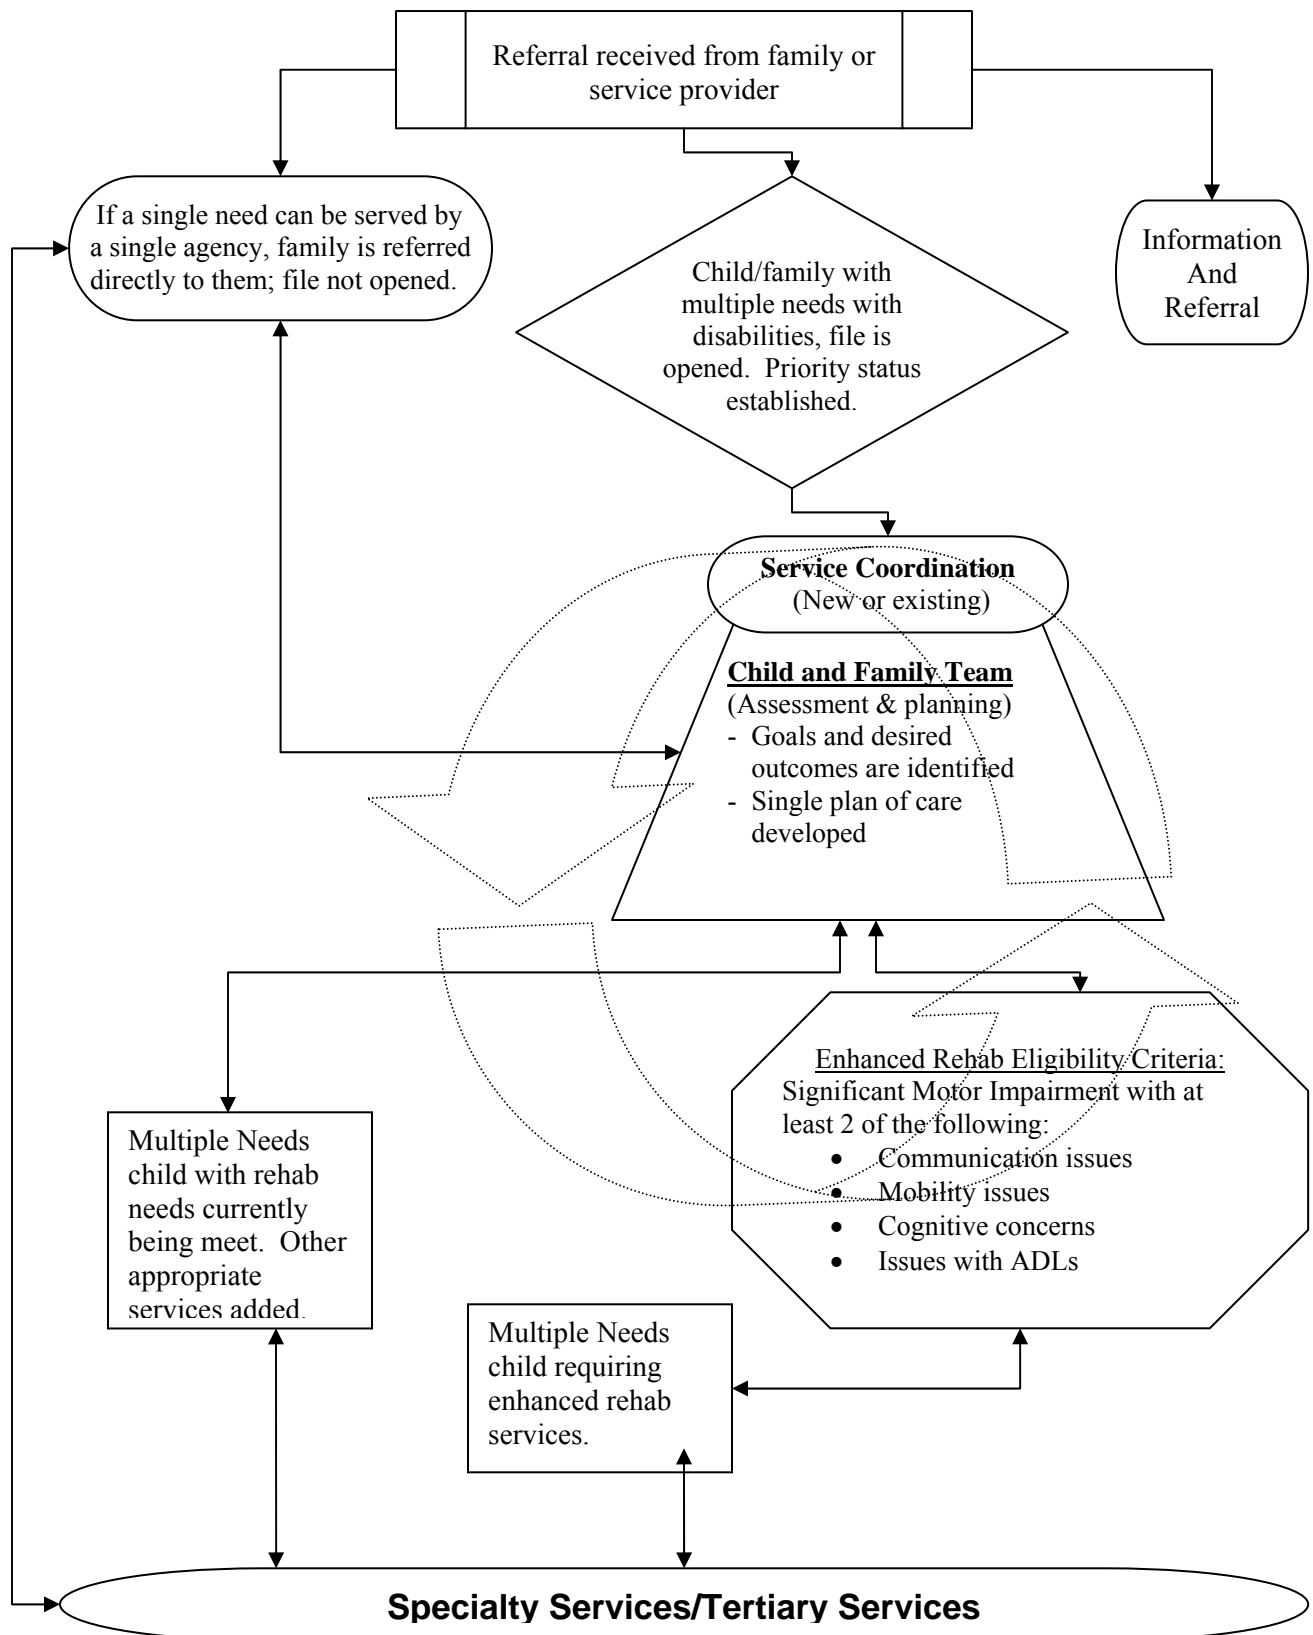 Referral received from family or
service provider
If a single need can be served by
a single agency, family is referred
directly to them; file not opened.
Information
And
Referral
Child/family with
multiple needs with
disabilities, file is
opened.  Priority status
established.
Service Coordination
(New or existing)
Child and Family Team
(Assessment & planning)
- Goals and desired
outcomes are identified
- Single plan of care
developed
Enhanced Rehab Eligibility Criteria:
Significant Motor Impairment with at
least 2 of the following:
• Communication issues
• Mobility issues
• Cognitive concerns
• Issues with ADLs
Multiple Needs
child with rehab
needs currently
being meet.  Other
appropriate
services added.
Multiple Needs
child requiring
enhanced rehab
services.
Specialty Services/Tertiary Services